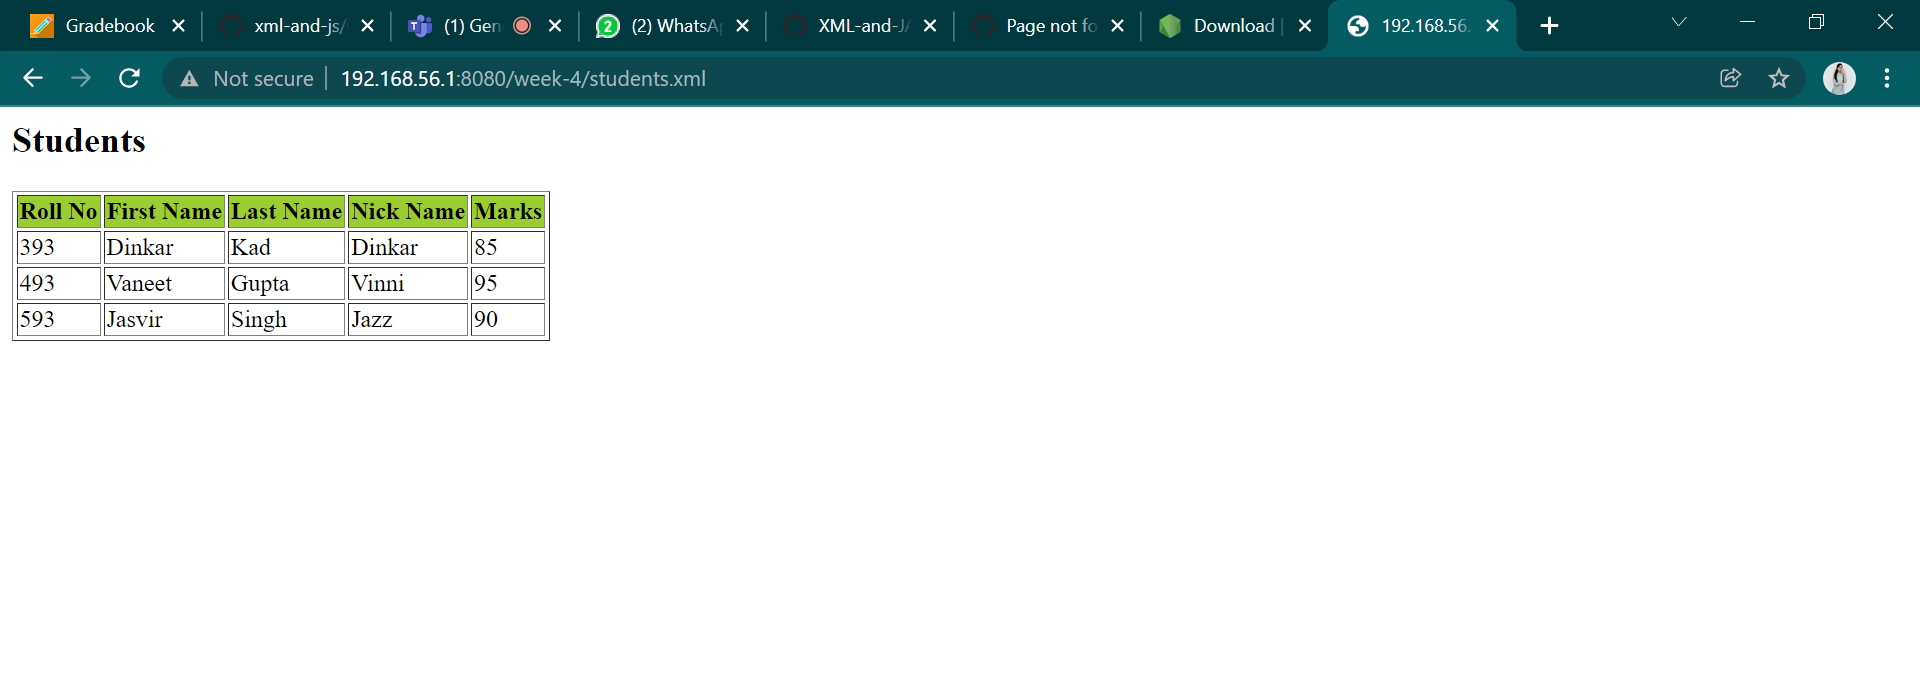 Gradebook xml-and-js/ (1) Gen 2 (2) WhatsAp XML-and-JA Page not fo Download | 192.168.56.
Not secure 192.168.56.1:8080/week-4/students.xml
Students
Roll No First Name Last Name Nick Name Marks
393 Dinkar Kad Dinkar 85
493 Vaneet Gupta Vinni 95
593 Jasvir Singh Jazz 90